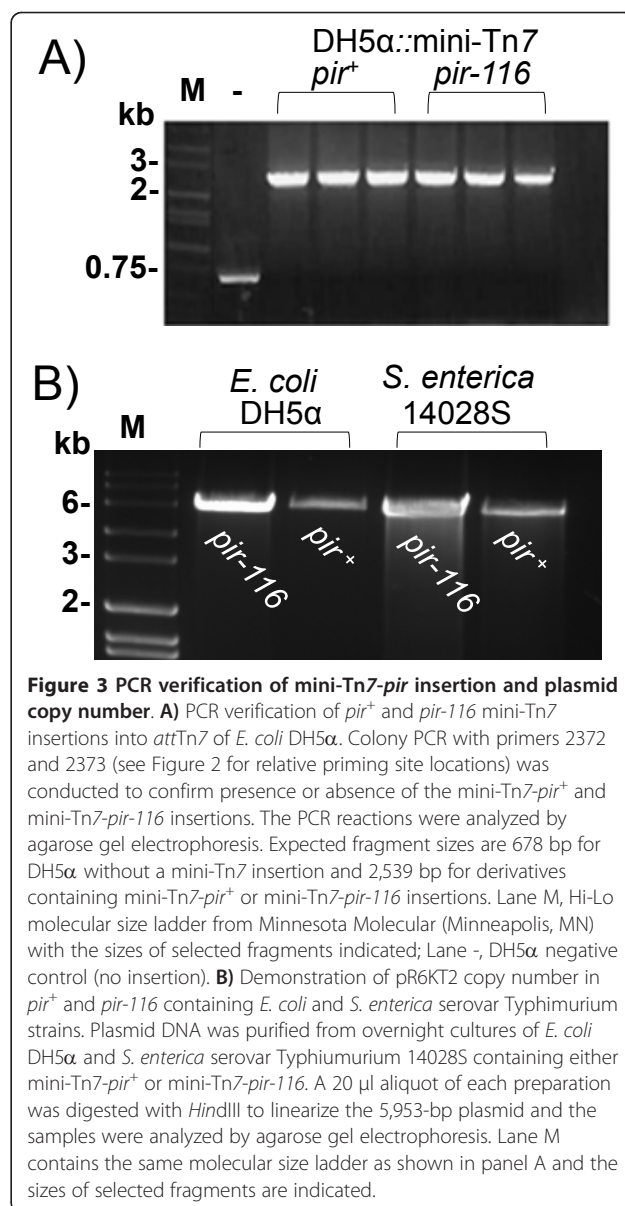 A)
DH5α::mini-Tn7
pir+ pir-116
M -
kb
3-
2-
0.75-
B)
E. coli S. enterica
DH5α 14028S
M
kb
6-
3-
2-
pir-116 pir+ pir-116 pir+
Figure 3 PCR verification of mini-Tn7-pir insertion and plasmid
copy number. A) PCR verification of pir+ and pir-116 mini-Tn7
insertions into attTn7 of E. coli DH5α. Colony PCR with primers 2372
and 2373 (see Figure 2 for relative priming site locations) was
conducted to confirm presence or absence of the mini-Tn7-pir+ and
mini-Tn7-pir-116 insertions. The PCR reactions were analyzed by
agarose gel electrophoresis. Expected fragment sizes are 678 bp for
DH5α without a mini-Tn7 insertion and 2,539 bp for derivatives
containing mini-Tn7-pir+ or mini-Tn7-pir-116 insertions. Lane M, Hi-Lo
molecular size ladder from Minnesota Molecular (Minneapolis, MN)
with the sizes of selected fragments indicated; Lane -, DH5α negative
control (no insertion). B) Demonstration of pR6KT2 copy number in
pir+ and pir-116 containing E. coli and S. enterica serovar Typhimurium
strains. Plasmid DNA was purified from overnight cultures of E. coli
DH5α and S. enterica serovar Typhiumurium 14028S containing either
mini-Tn7-pir+ or mini-Tn7-pir-116. A 20 μl aliquot of each preparation
was digested with HindIII to linearize the 5,953-bp plasmid and the
samples were analyzed by agarose gel electrophoresis. Lane M
contains the same molecular size ladder as shown in panel A and the
sizes of selected fragments are indicated.